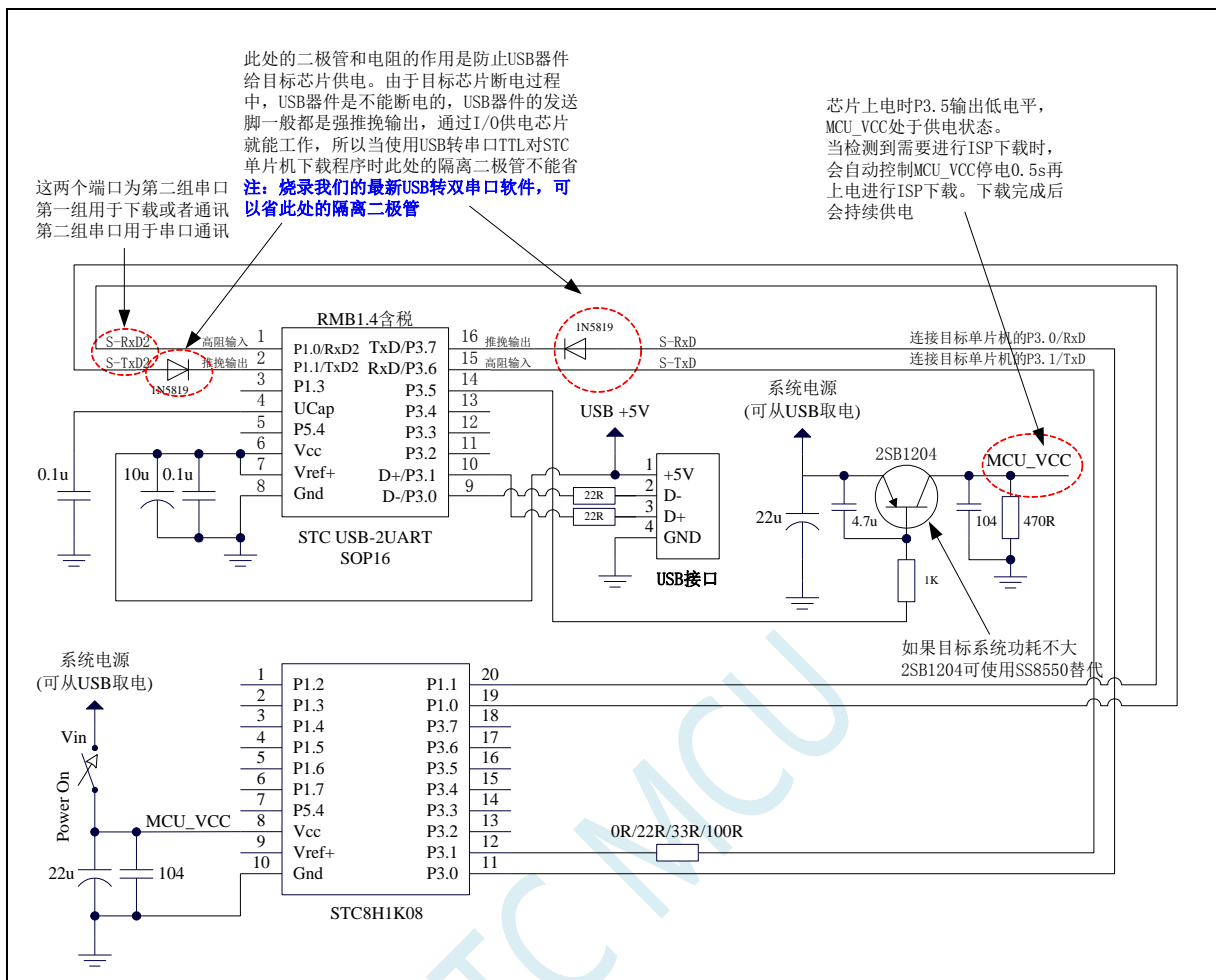 此处的二极管和电阻的作用是防止USB器件
给目标芯片供电。由于目标芯片断电过程
中，USB器件是不能断电的，USB器件的发送
脚一般都是强推挽输出，通过I/O供电芯片
就能工作，所以当使用USB转串口TTL对STC
单片机下载程序时此处的隔离二极管不能省
注：烧录我们的最新USB转双串口软件，可
以省此处的隔离二极管
芯片上电时P3.5输出低电平，
MCU_VCC处于供电状态。
当检测到需要进行ISP下载时，
会自动控制MCU_VCC停电0.5s再
上电进行ISP下载。下载完成后
会持续供电
这两个端口为第二组串口
第一组用于下载或者通讯
第二组串口用于串口通讯
RMB1.4含税
S-RxD2 高阻输入 1 P1.0/RxD2
S-TxD2 推挽输出 2 P1.1/TxD2
1N5819
3 P1.3
4 UCap
5 P5.4
6 Vcc
7 Vref+
8 Gnd
TxD/P3.7 16 推挽输出 1N5819 S-RxD 连接目标单片机的P3.0/RxD
RxD/P3.6 15 高阻输入 S-TxD 连接目标单片机的P3.1/TxD
P3.5 14
P3.4 13
P3.3 12
P3.2 11
D+/P3.1 10
D-/P3.0 9
STC USB-2UART
SOP16
0.1u
10u
0.1u
USB +5V
22R
22R
1 +5V
2 D-
3 D+
4 GND
USB接口
系统电源
(可从USB取电)
2SB1204
MCU_VCC
22u
4.7u
104
470R
1K
如果目标系统功耗不大
2SB1204可使用SS8550替代
系统电源
(可从USB取电)
Vin
Power On
MCU_VCC
22u
104
1 P1.2
2 P1.3
3 P1.4
4 P1.5
5 P1.6
6 P1.7
7 P5.4
8 Vcc
9 Vref+
10 Gnd
P1.1 20
P1.0 19
P3.7 18
P3.6 17
P3.5 16
P3.4 15
P3.3 14
P3.2 13
P3.1 12
P3.0 11
0R/22R/33R/100R
STC8H1K08
STC MCU